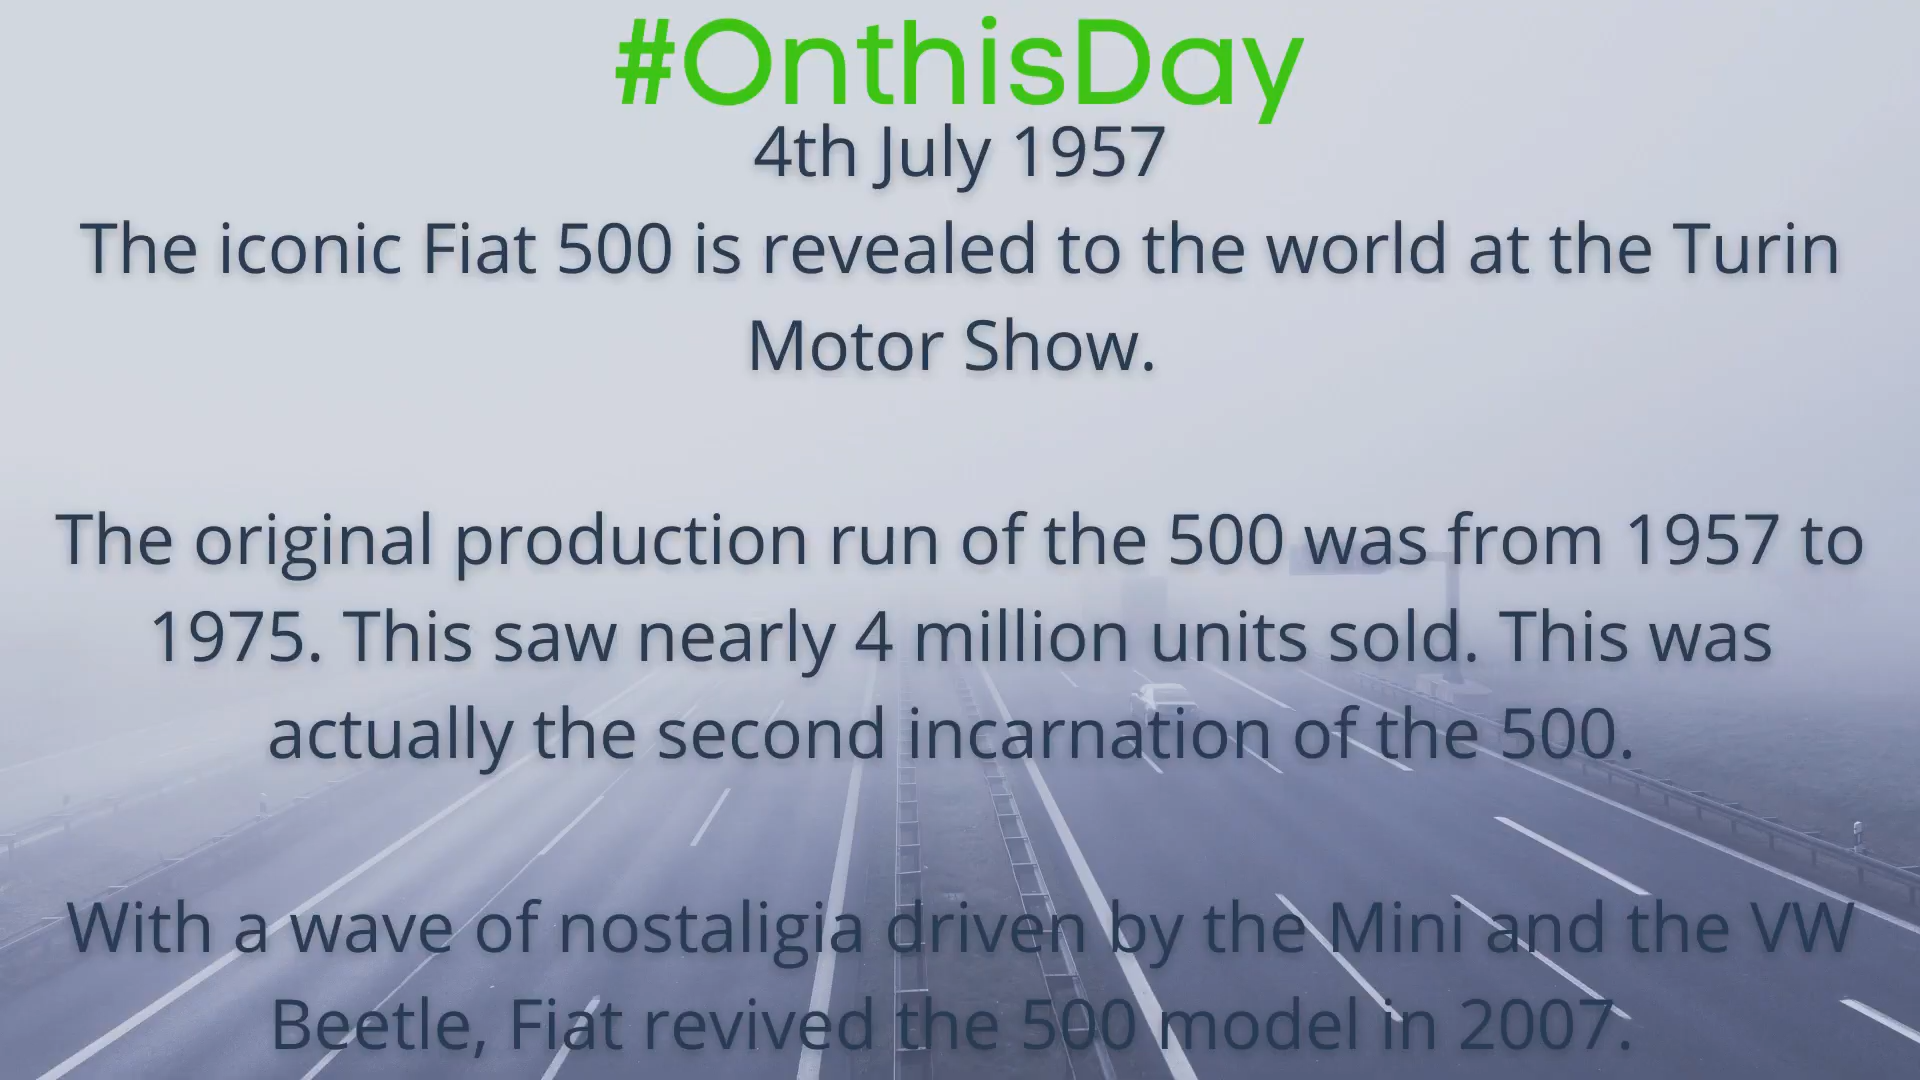 #OnthisDay
4th July 1957
The iconic Fiat 500 is revealed to the world at the Turin
Motor Show.
The original production run of the 500 was from 1957 to
1975. This saw nearly 4 million units sold. This was
actually the second incarnation of the 500.
With a wave of nostaligia driven by the Mini and the VW
Beetle, Fiat revived the 500 model in 2007.